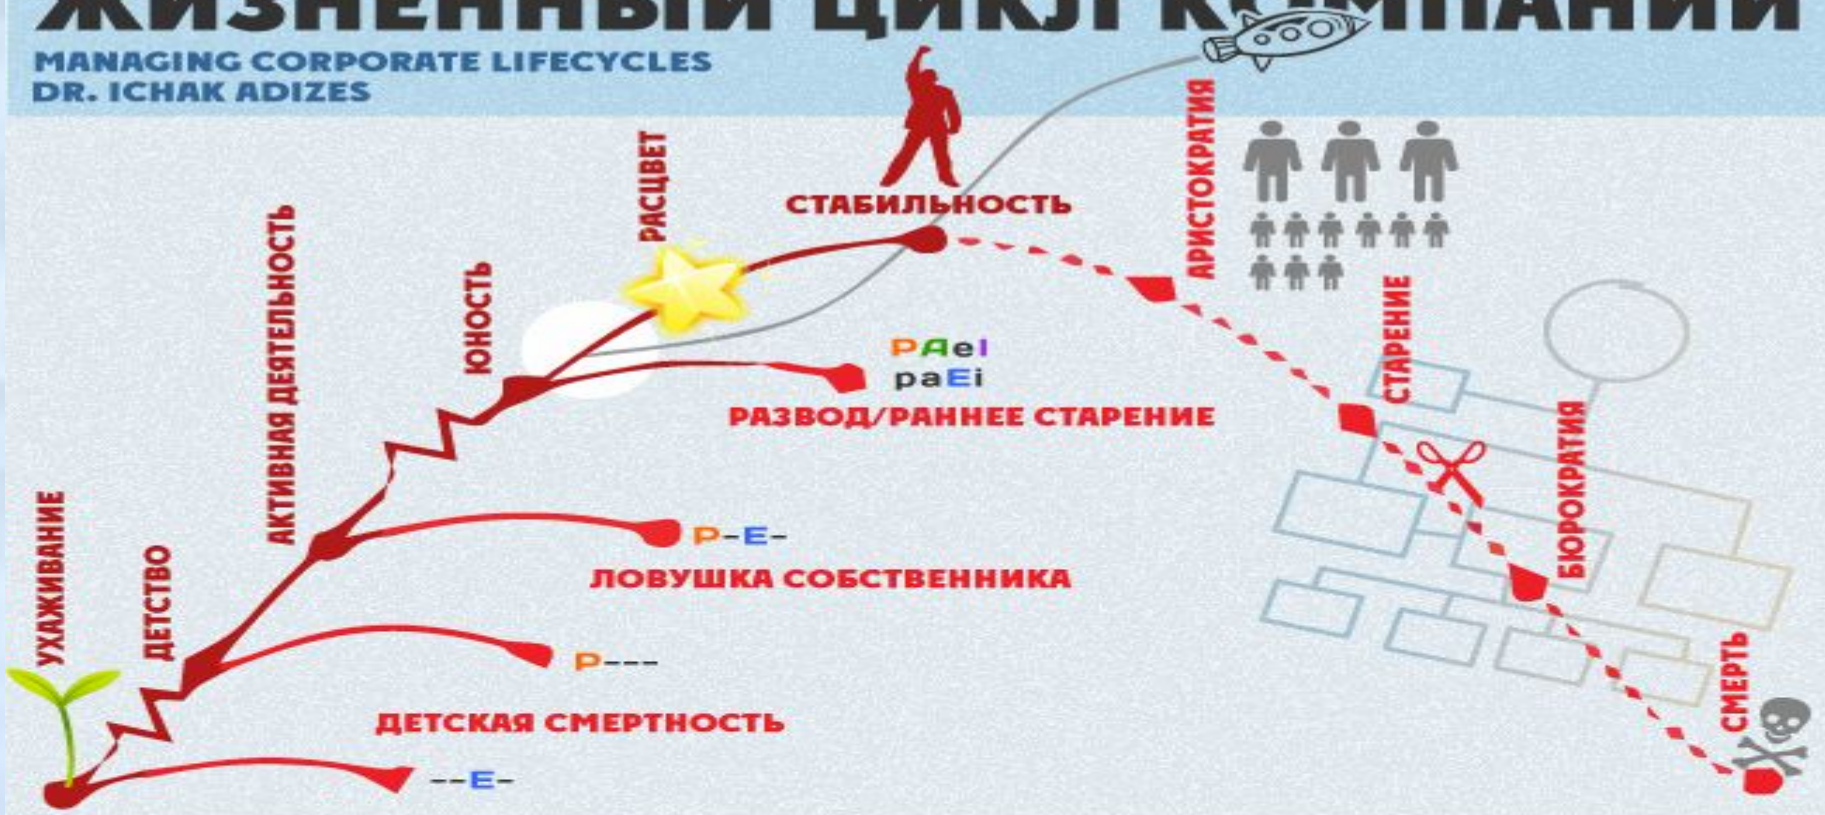 ЖИЗНЕННЫЙ ЦИКЛ КОМПАНИИ
MANAGING CORPORATE LIFECYCLES
DR. ICHAK ADIZES
УХАЖИВАНИЕ
ДЕТСТВО
АКТИВНАЯ ДЕЯТЕЛЬНОСТЬ
ЮНОСТЬ
РАСЦВЕТ
СТАБИЛЬНОСТЬ
АРИСТОКРАТИЯ
СТАРЕНИЕ
БЮРОКРАТИЯ
СМЕРТЬ
PAeI
paEi
РАЗВОД/РАННЕЕ СТАРЕНИЕ
P-E-
ЛОВУШКА СОБСТВЕННИКА
P---
ДЕТСКАЯ СМЕРТНОСТЬ
--E-